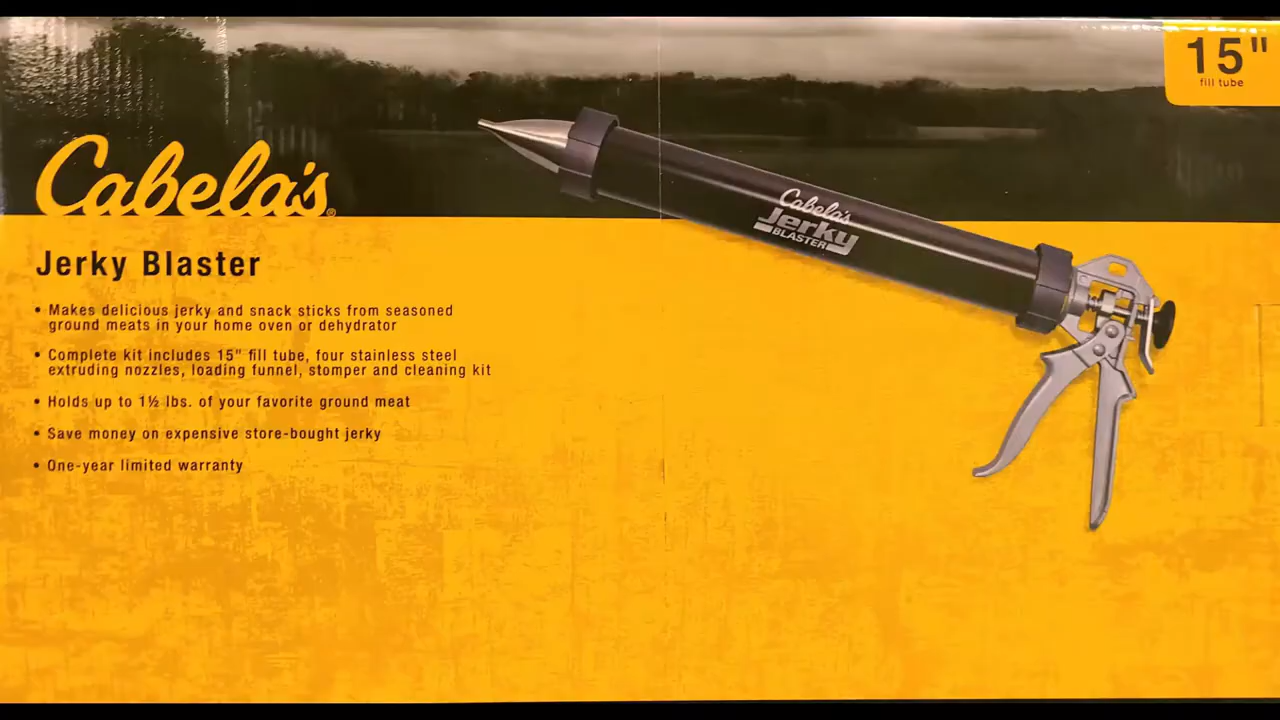 15"
fill tube
Cabela's®
Cabela's
Jerky
BLASTER
Jerky Blaster
• Makes delicious jerky and snack sticks from seasoned
ground meats in your home oven or dehydrator
• Complete kit includes 15" fill tube, four stainless steel
extruding nozzles, loading funnel, stomper and cleaning kit
• Holds up to 1½ lbs. of your favorite ground meat
• Save money on expensive store-bought jerky
• One-year limited warranty